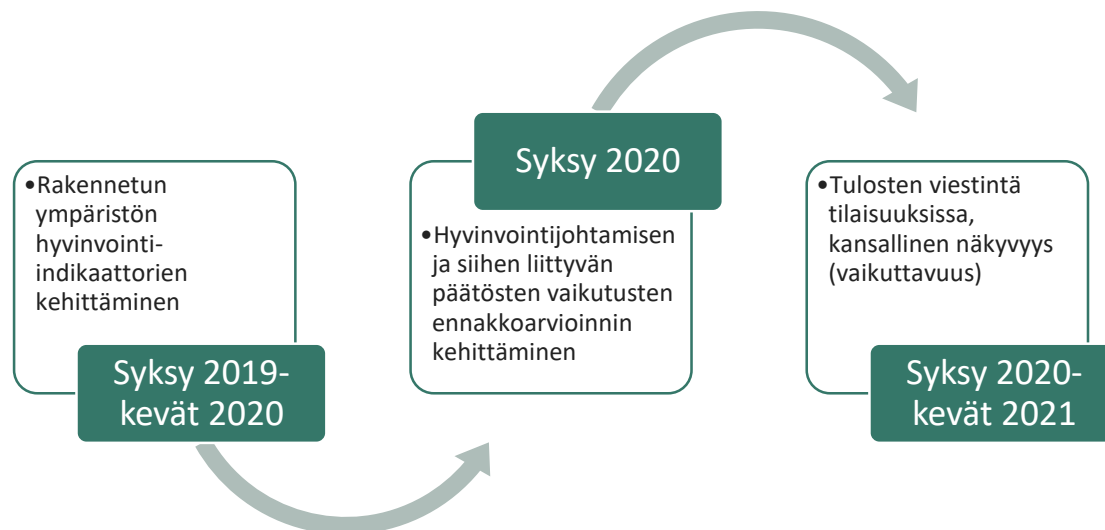 •Rakennetun
ympäristön
hyvinvointi-
indikaattorien
kehittäminen
Syksy 2019-
kevät 2020
Syksy 2020
•Hyvinvointijohtamisen
ja siihen liittyvän
päätösten vaikutusten
ennakkoarvioinnin
kehittäminen
•Tulosten viestintä
tilaisuuksissa,
kansallinen näkyvyys
(vaikuttavuus)
Syksy 2020-
kevät 2021